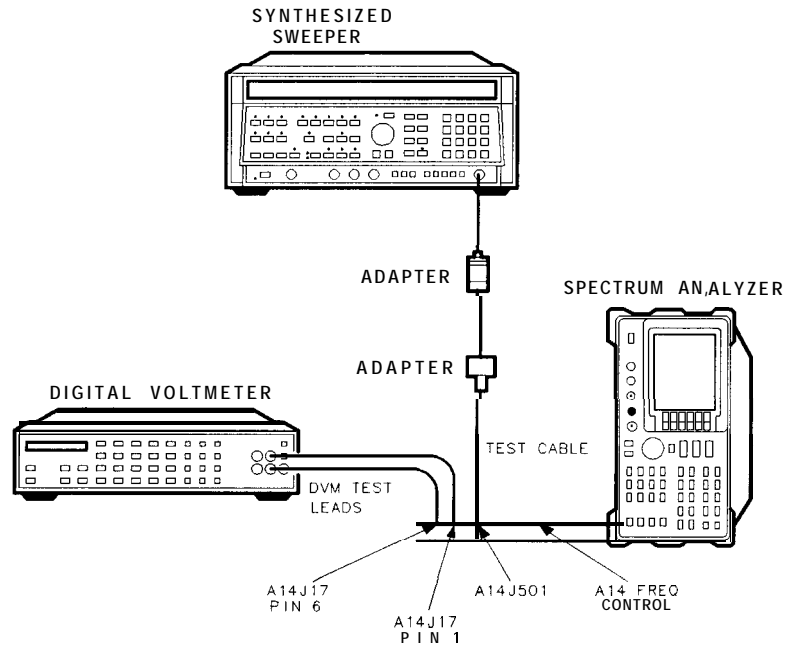 SYNTHESIZED
SWEEPER
ADAPTER
SPECTRUM AN,ALYZER
ADAPTER
DIGITAL VOLTMETER
TEST CABLE
DVM TEST
LEADS
A14J17
PIN 6
A14J17
PIN 1
A14J501
A14 FREQ
CONTROL